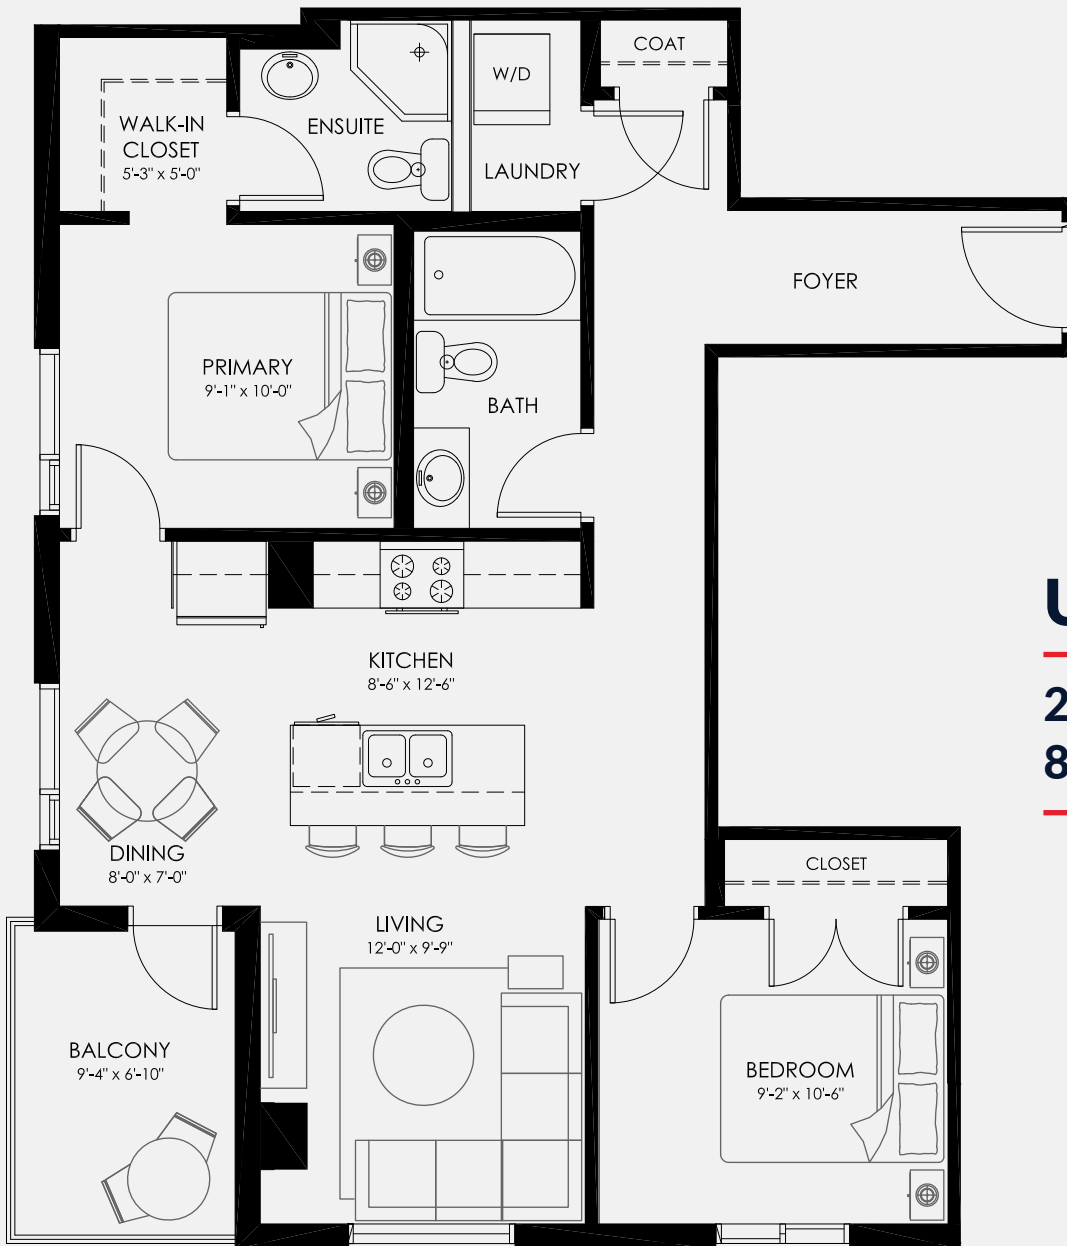 COAT
W/D
WALK-IN
CLOSET
5'-3" x 5'-0"
ENSUITE
LAUNDRY
FOYER
PRIMARY
9'-1" x 10'-0"
BATH
KITCHEN
8'-6" x 12'-6"
DINING
8'-0" x 7'-0"
CLOSET
LIVING
12'-0" x 9'-9"
BALCONY
9'-4" x 6'-10"
BEDROOM
9'-2" x 10'-6"
U
2
8